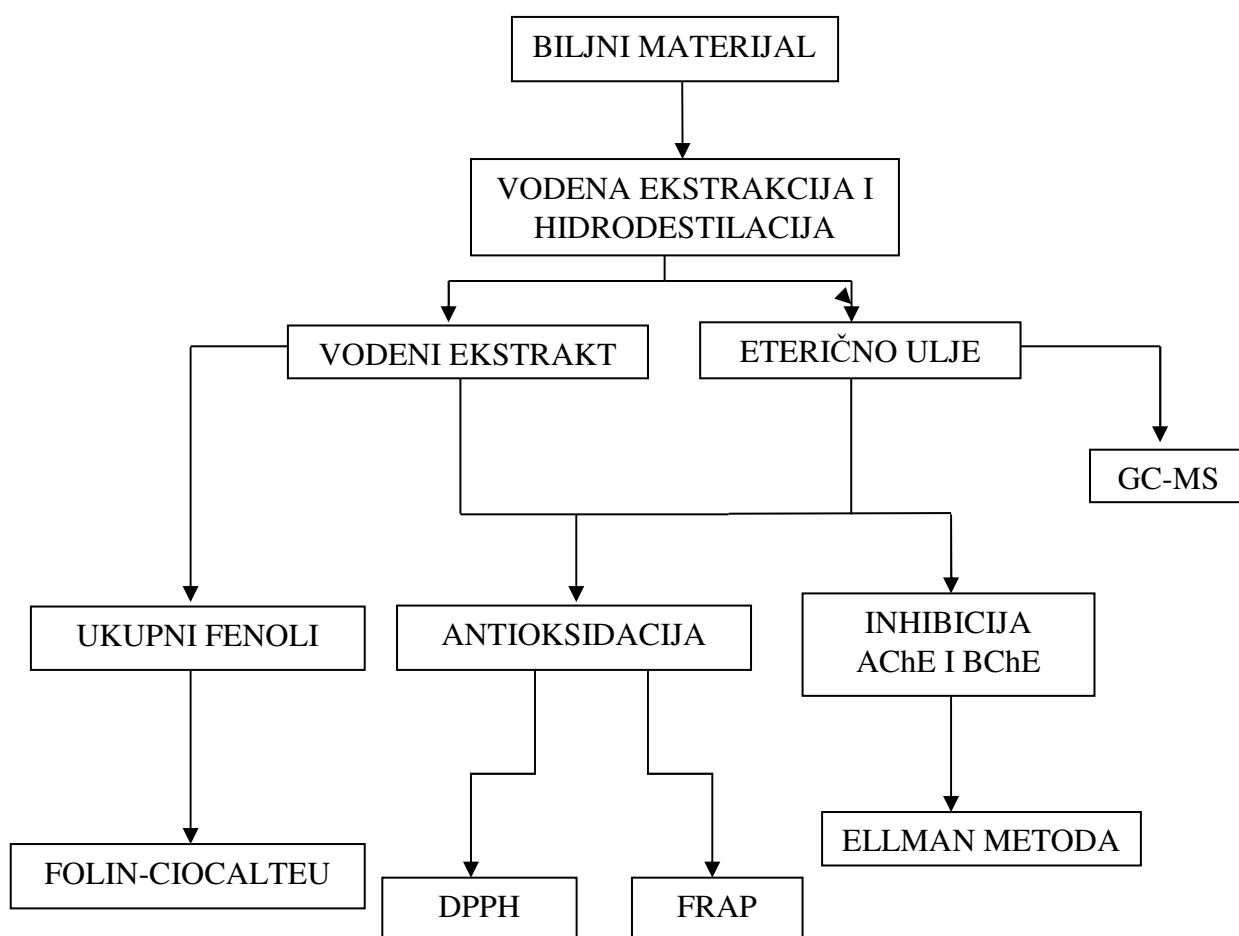 BILJNI MATERIJAL
VODENA EKSTRAKCIJA I
HIDRODESTILACIJA
VODENI EKSTRAKT
ETERIČNO ULJE
GC-MS
UKUPNI FENOLI
ANTIOKSIDACIJA
INHIBICIJA
AChE I BChE
FOLIN-CIOCALTEU
DPPH
FRAP
ELLMAN METODA